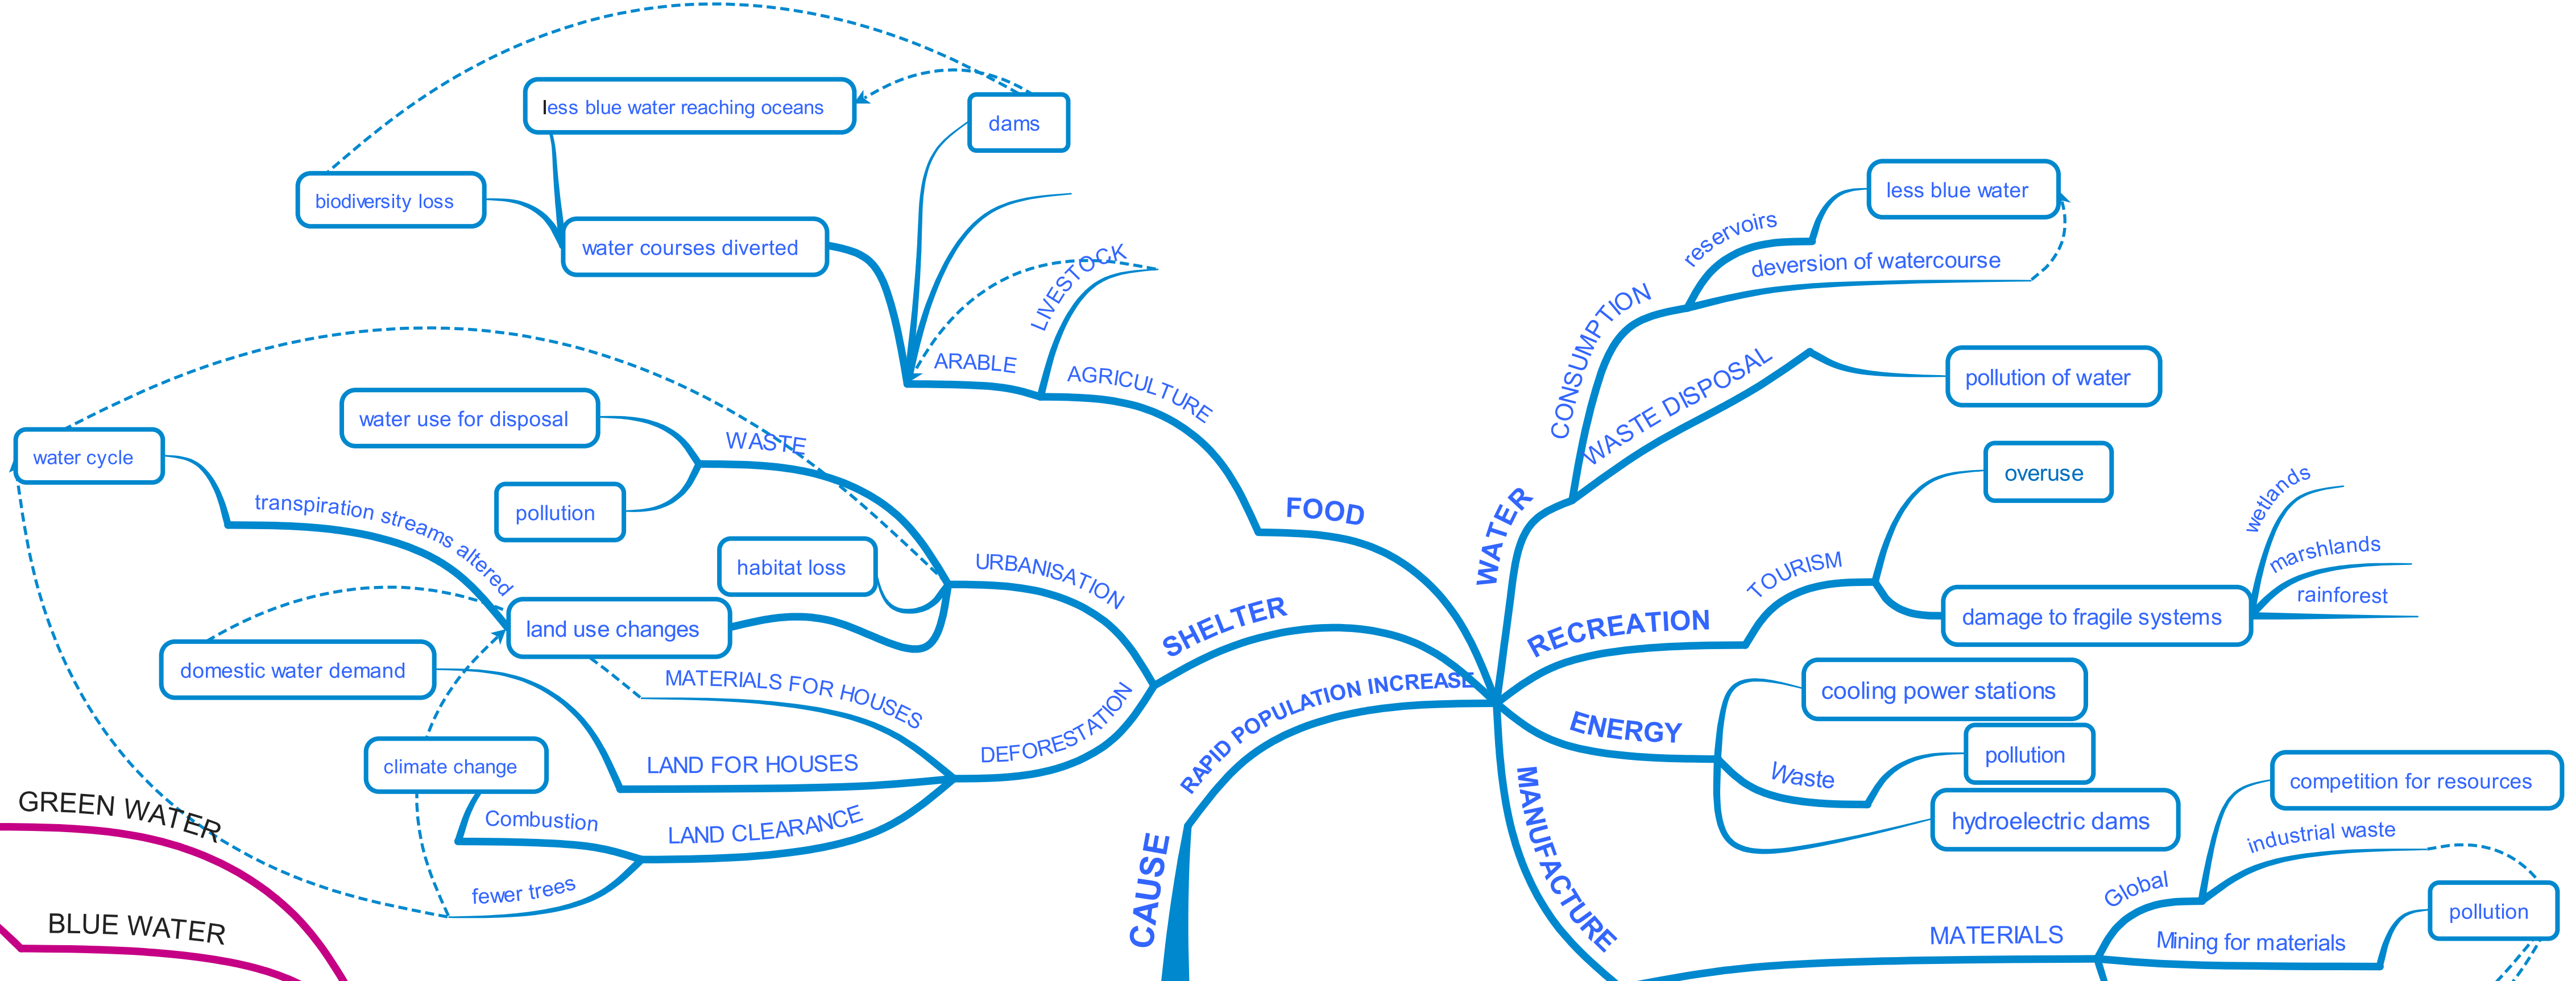 less blue water reaching oceans
dams
biodiversity loss
water courses diverted
LIVESTOCK
ARABLE
AGRICULTURE
FOOD
water use for disposal
WASTE
pollution
water cycle
transpiration streams altered
habitat loss
URBANISATION
land use changes
domestic water demand
SHELTER
MATERIALS FOR HOUSES
LAND FOR HOUSES
DEFORESTATION
climate change
Combustion
LAND CLEARANCE
fewer trees
GREEN WATER
BLUE WATER
RAPID POPULATION INCREASE
CAUSE
WATER
CONSUMPTION
reservoirs
less blue water
deversion of watercourse
WASTE DISPOSAL
pollution of water
RECREATION
TOURISM
overuse
damage to fragile systems
wetlands
marshlands
rainforest
ENERGY
cooling power stations
Waste
pollution
hydroelectric dams
MANUFACTURE
MATERIALS
Global
competition for resources
industrial waste
Mining for materials
pollution